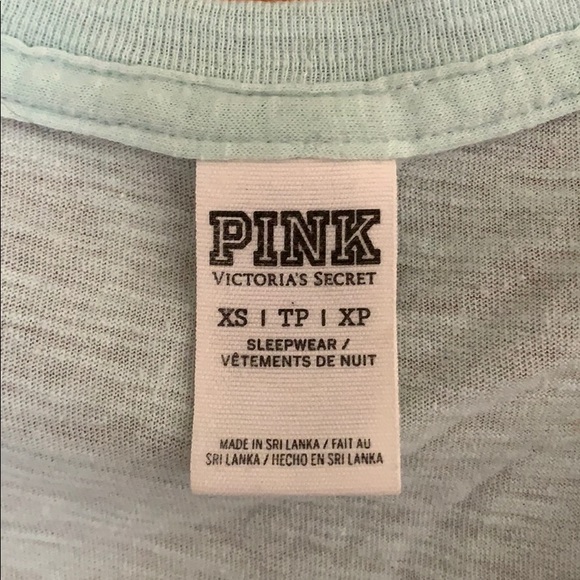 PINK
VICTORIA'S SECRET
XS | TP | XP
SLEEPWEAR /
VÊTEMENTS DE NUIT
MADE IN SRI LANKA / FAIT AU
SRI LANKA / HECHO EN SRI LANKA